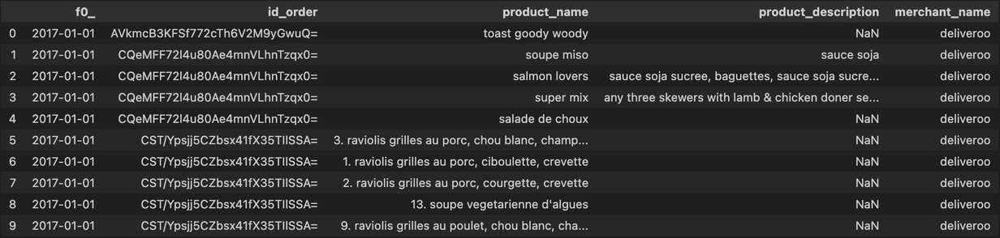 f0_ id_order product_name product_description merchant_name
0 2017-01-01 AVkmcB3KFSf772cTh6V2M9yGwuQ= toast goody woody NaN deliveroo
1 2017-01-01 CQeMFF72l4u80Ae4mnVLhnTzqx0= soupe miso sauce soja deliveroo
2 2017-01-01 CQeMFF72l4u80Ae4mnVLhnTzqx0= salmon lovers sauce soja sucree, baguettes, sauce soja sucre... deliveroo
3 2017-01-01 CQeMFF72l4u80Ae4mnVLhnTzqx0= super mix any three skewers with lamb & chicken doner se... deliveroo
4 2017-01-01 CQeMFF72l4u80Ae4mnVLhnTzqx0= salade de choux NaN deliveroo
5 2017-01-01 CST/Ypsjj5CZbsx41fX35TIlSSA= 3. raviolis grilles au porc, chou blanc, champ... NaN deliveroo
6 2017-01-01 CST/Ypsjj5CZbsx41fX35TIlSSA= 1. raviolis grilles au porc, ciboulette, crevette NaN deliveroo
7 2017-01-01 CST/Ypsjj5CZbsx41fX35TIlSSA= 2. raviolis grilles au porc, courgette, crevette NaN deliveroo
8 2017-01-01 CST/Ypsjj5CZbsx41fX35TIlSSA= 13. soupe vegetarienne d'algues NaN deliveroo
9 2017-01-01 CST/Ypsjj5CZbsx41fX35TIlSSA= 9. raviolis grilles au poulet, chou blanc, cha... NaN deliveroo